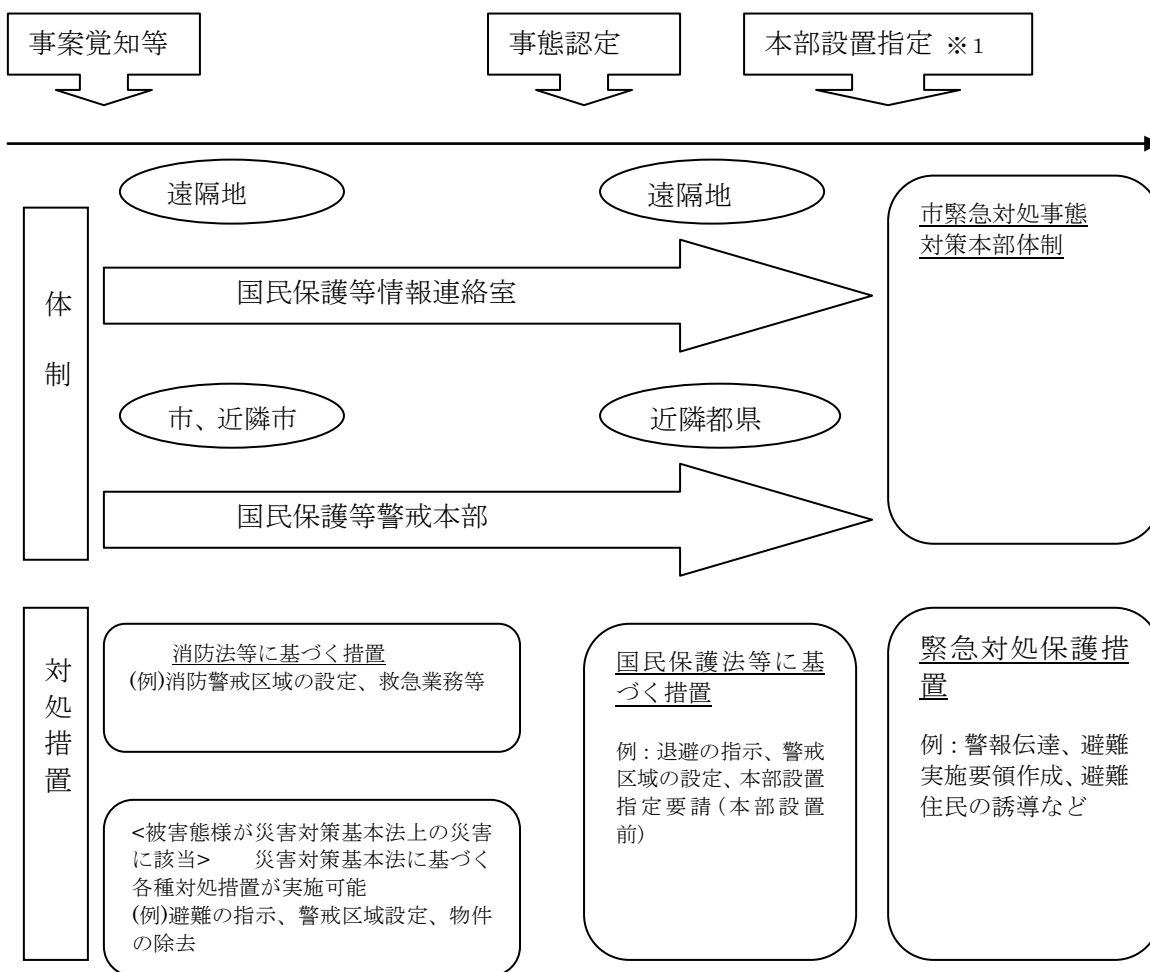 事案覚知等
事態認定
本部設置指定 ※1
遠隔地
遠隔地
市緊急対処事態
対策本部体制
体制
国民保護等情報連絡室
市、近隣市
近隣都県
国民保護等警戒本部
対処措置
消防法等に基づく措置
(例)消防警戒区域の設定、救急業務等
<被害態様が災害対策基本法上の災害
に該当> 災害対策基本法に基づく
各種対処措置が実施可能
(例)避難の指示、警戒区域設定、物件
の除去
国民保護法等に基
づく措置
例：退避の指示、警戒
区域の設定、本部設置
指定要請（本部設置
前）
緊急対処保護措
置
例：警報伝達、避難
実施要領作成、避難
住民の誘導など